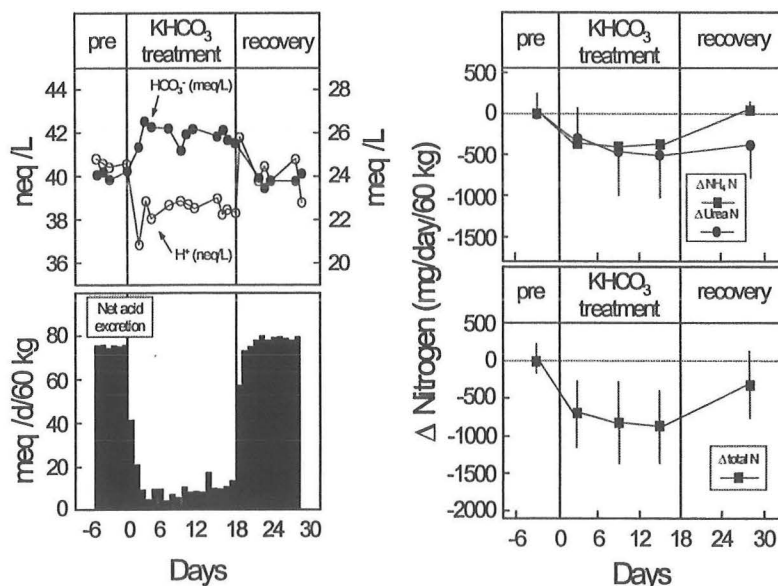 pre
KHCO₃
treatment
recovery
44
42
40
38
36
neq /L
HCO₃⁻ (meq/L)
H⁺ (neq/L)
28
26
24
22
20
meq /L
Net acid
excretion
80
60
40
20
0
meq /d/60 kg
-6 0 6 12 18 24 30
Days
pre
KHCO₃
treatment
recovery
500
0
-500
-1000
-1500
ΔNH₄ N
ΔUrea N
Δ Nitrogen (mg/day/60 kg)
pre
KHCO₃
treatment
recovery
500
0
-500
-1000
-1500
-2000
Δtotal N
-6 0 6 12 18 24 30
Days